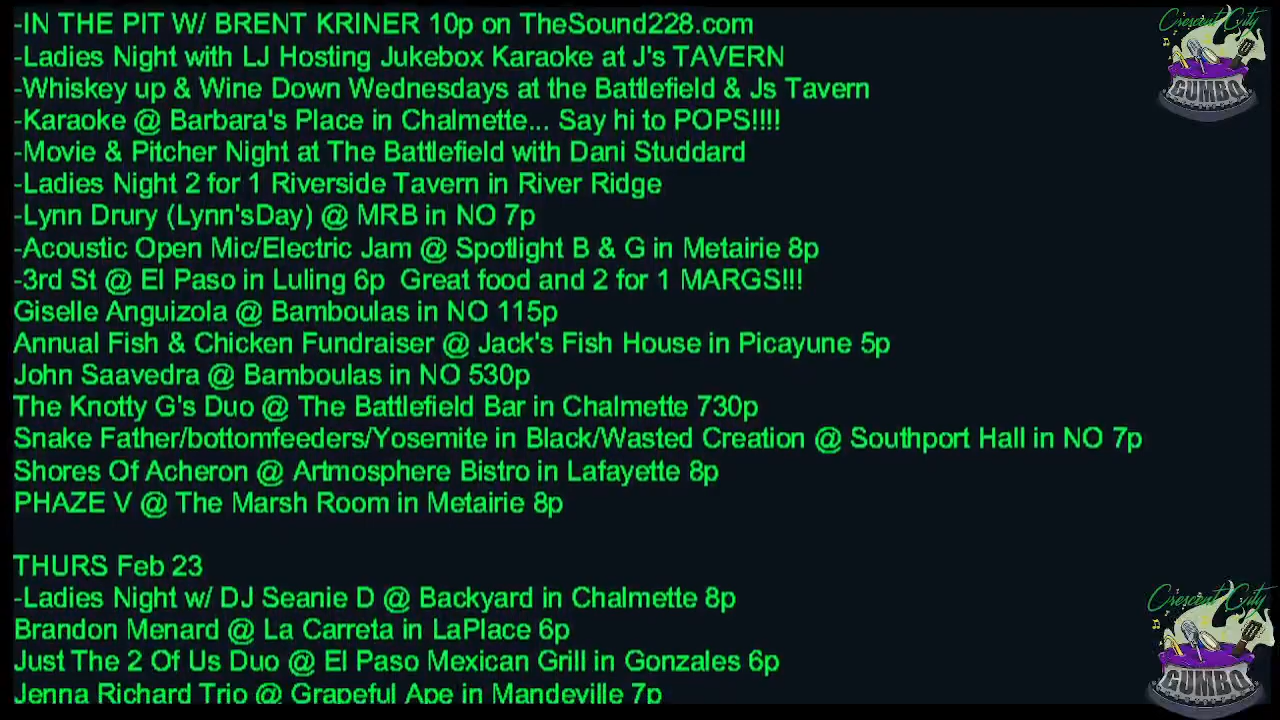 -IN THE PIT W/ BRENT KRINER 10p on TheSound228.com
-Ladies Night with LJ Hosting Jukebox Karaoke at J's TAVERN
-Whiskey up & Wine Down Wednesdays at the Battlefield & Js Tavern
-Karaoke @ Barbara's Place in Chalmette... Say hi to POPS!!!!
-Movie & Pitcher Night at The Battlefield with Dani Studdard
-Ladies Night 2 for 1 Riverside Tavern in River Ridge
-Lynn Drury (Lynn'sDay) @ MRB in NO 7p
-Acoustic Open Mic/Electric Jam @ Spotlight B & G in Metairie 8p
-3rd St @ El Paso in Luling 6p  Great food and 2 for 1 MARGS!!!
Giselle Anguizola @ Bamboulas in NO 115p
Annual Fish & Chicken Fundraiser @ Jack's Fish House in Picayune 5p
John Saavedra @ Bamboulas in NO 530p
The Knotty G's Duo @ The Battlefield Bar in Chalmette 730p
Snake Father/bottomfeeders/Yosemite in Black/Wasted Creation @ Southport Hall in NO 7p
Shores Of Acheron @ Artmosphere Bistro in Lafayette 8p
PHAZE V @ The Marsh Room in Metairie 8p
THURS Feb 23
-Ladies Night w/ DJ Seanie D @ Backyard in Chalmette 8p
Brandon Menard @ La Carreta in LaPlace 6p
Just The 2 Of Us Duo @ El Paso Mexican Grill in Gonzales 6p
Jenna Richard Trio @ Grapeful Ape in Mandeville 7p
Crescent City
GUMBO
Crescent City
GUMBO